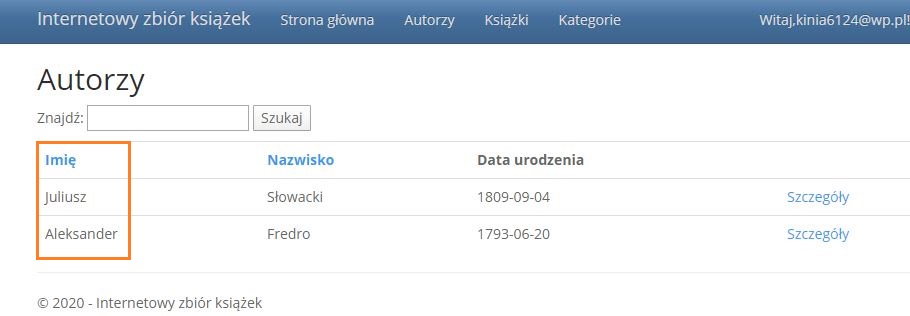 Internetowy zbiór książek Strona główna Autorzy Książki Kategorie Witaj,kinia6124@wp.pl!
Autorzy
Znajdź: Szukaj
Imię Nazwisko Data urodzenia
Juliusz Słowacki 1809-09-04 Szczegóły
Aleksander Fredro 1793-06-20 Szczegóły
© 2020 - Internetowy zbiór książek